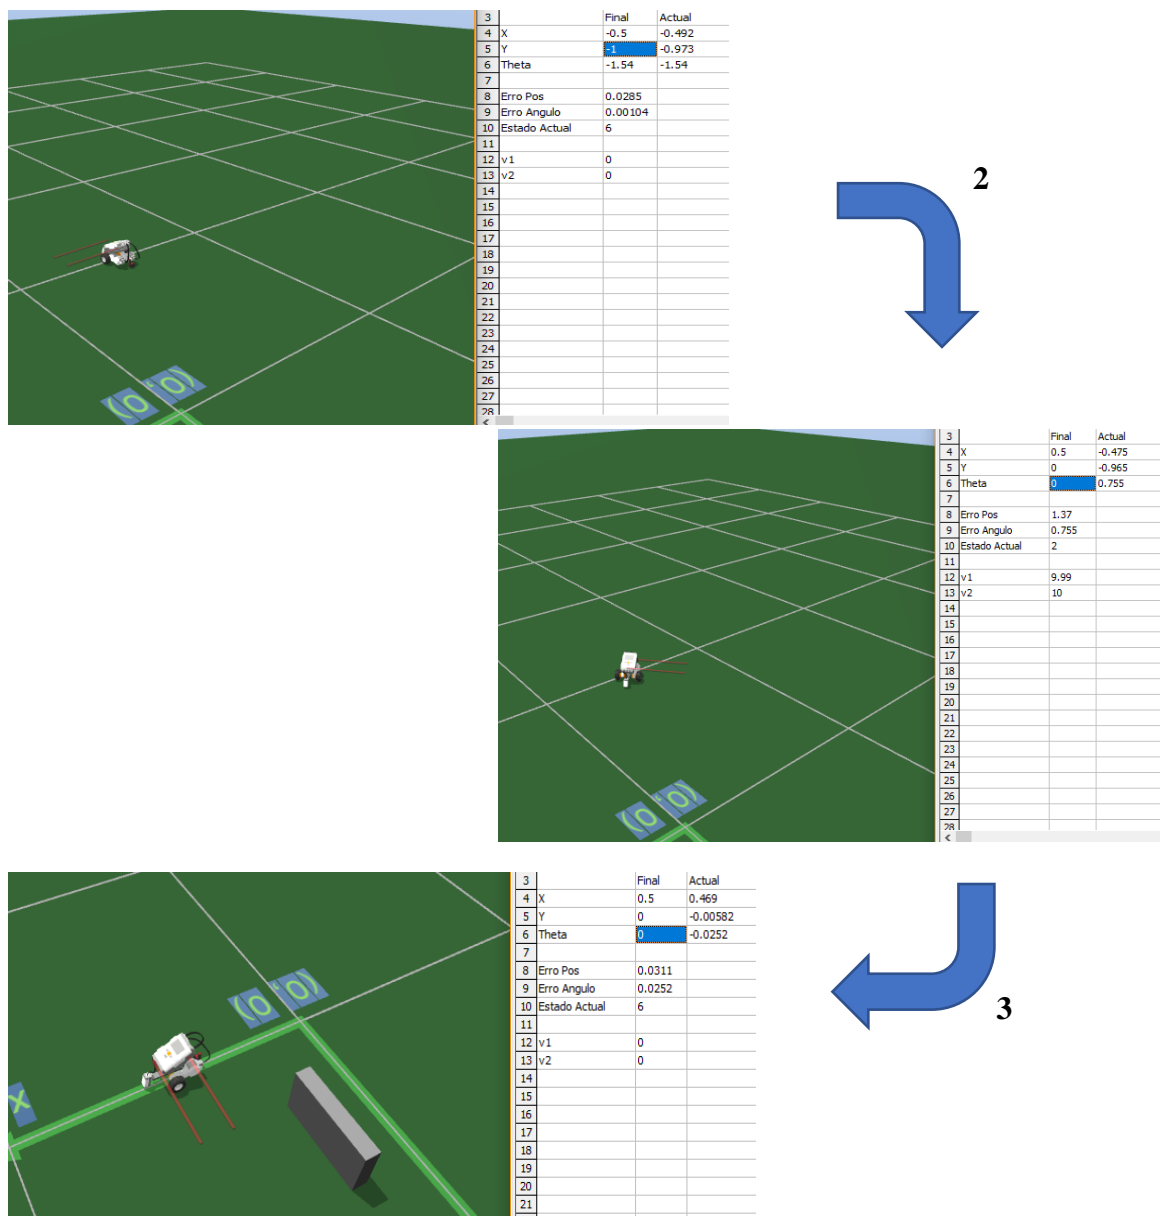 3 Final Actual
4 X -0.5 -0.492
5 Y -1 -0.973
6 Theta -1.54 -1.54
7
8 Erro Pos 0.0285
9 Erro Angulo 0.00104
10 Estado Actual 6
11
12 v1 0
13 v2 0
14
15
16
17
18
19
20
21
22
23
24
25
26
27
28
(0,0)
2
3 Final Actual
4 X 0.5 -0.475
5 Y 0 -0.965
6 Theta 0 0.755
7
8 Erro Pos 1.37
9 Erro Angulo 0.755
10 Estado Actual 2
11
12 v1 9.99
13 v2 10
14
15
16
17
18
19
20
21
22
23
24
25
26
27
28
(0,0)
3 Final Actual
4 X 0.5 0.469
5 Y 0 -0.00582
6 Theta 0 -0.0252
7
8 Erro Pos 0.0311
9 Erro Angulo 0.0252
10 Estado Actual 6
11
12 v1 0
13 v2 0
14
15
16
17
18
19
20
21
(0,0)
X
3